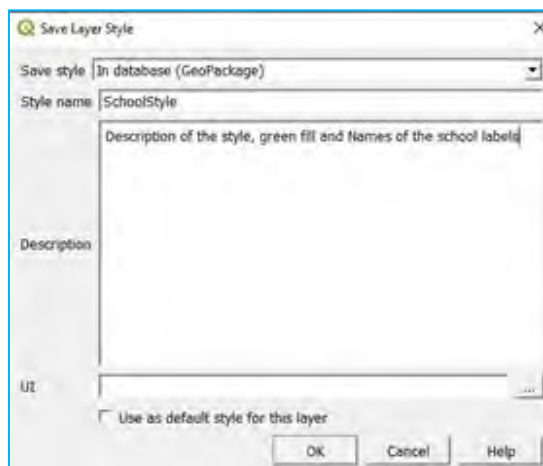 Save Layer Style
Save style In database (GeoPackage)
Style name SchoolStyle
Description of the style, green fill and Names of the school labels
Description
UI ...
Use as default style for this layer
OK Cancel Help